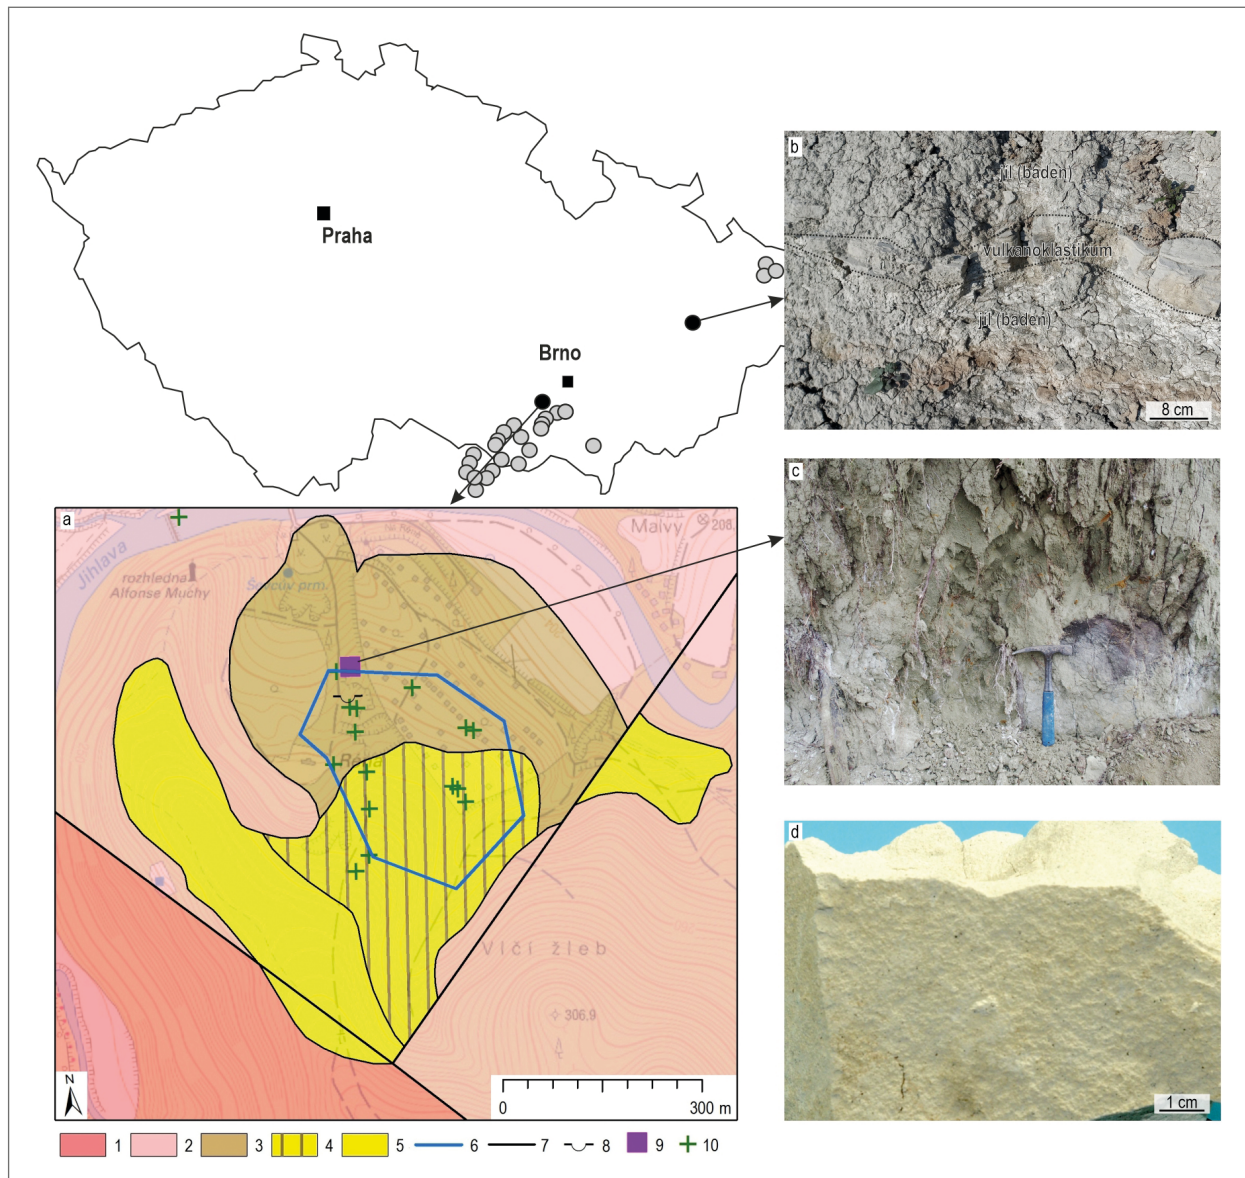 Praha
Brno
b
jíl (baden)
vulkanoklastikum
jíl (baden)
8 cm
a
Jihlava
rozhledna
Alfonse Muchy
Malvy
208,
c
Vlčí žleb
306,9
N
0
300 m
d
1 cm
1
2
3
4
5
6
7
8
9
10